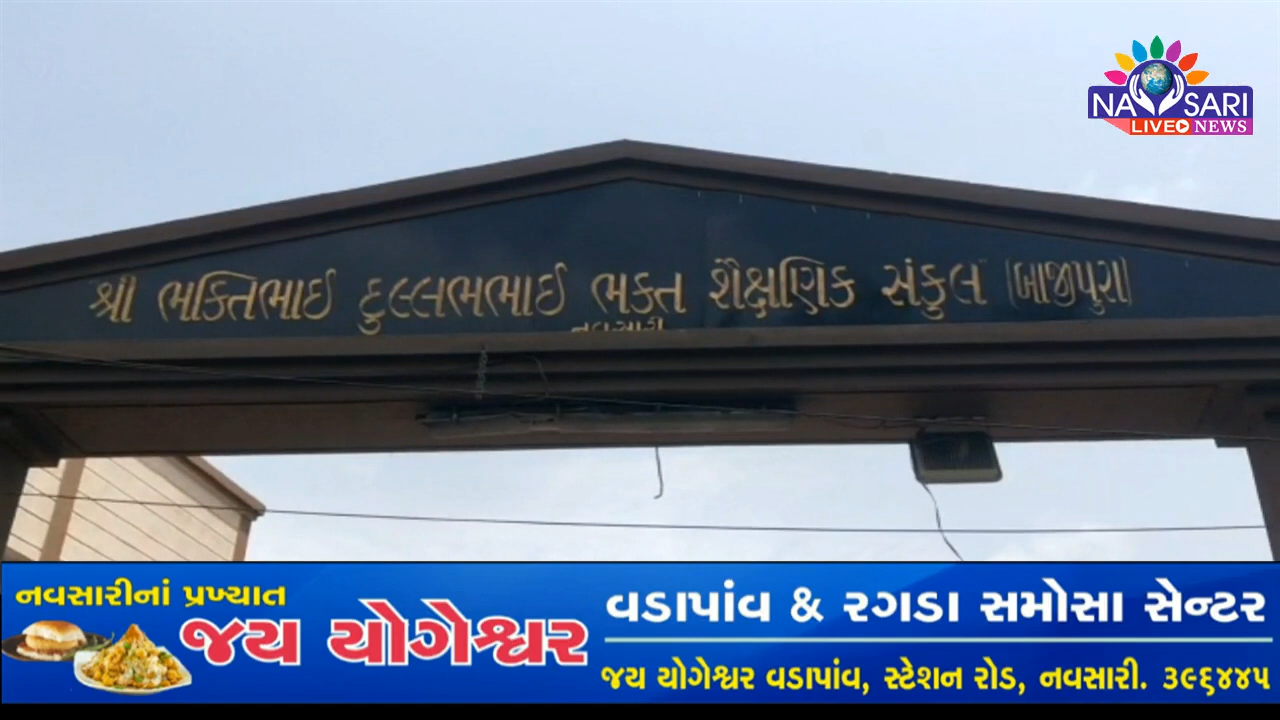 NAVSARI
LIVE NEWS
શ્રી ભક્તિભાઈ દુલ્લભભાઈ ભક્ત શૈક્ષણિક સંકુલ (બાજીપુરા)
નવસારી
નવસારીનાં પ્રખ્યાત
જય યોગેશ્વર
વડાપાંવ & રગડા સમોસા સેન્ટર
જય યોગેશ્વર વડાપાંવ, સ્ટેશન રોડ, નવસારી. ૩૯૬૪૪૫